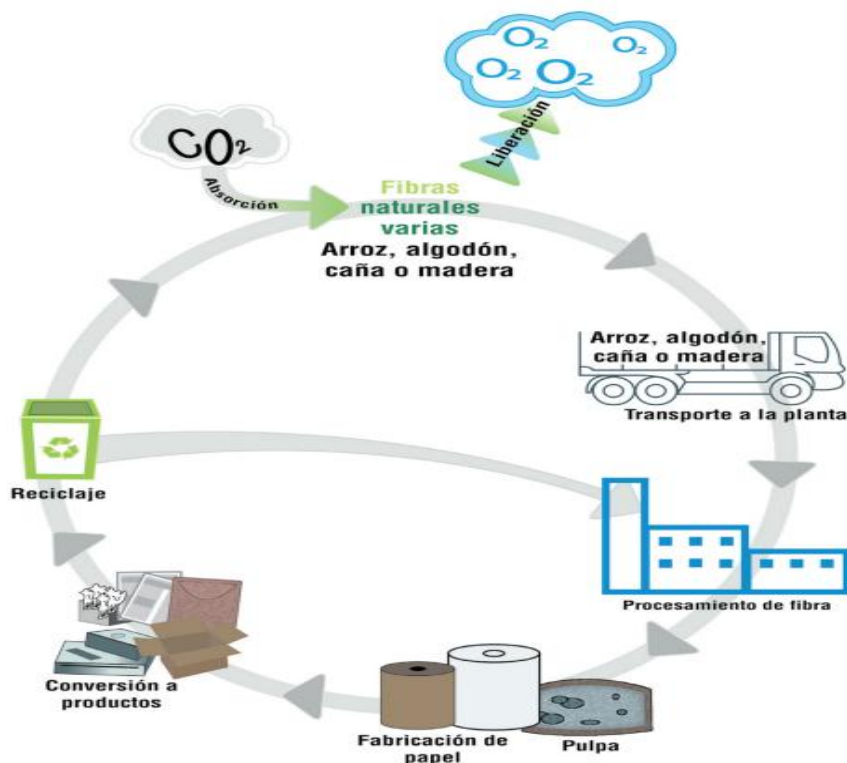 O₂
O₂
O₂
O₂
Liberación
CO₂
Absorción
Fibras
naturales
varias
Arroz, algodón,
caña o madera
Arroz, algodón,
caña o madera
Transporte a la planta
Reciclaje
Procesamiento de fibra
Conversión a
productos
Fabricación de
papel
Pulpa